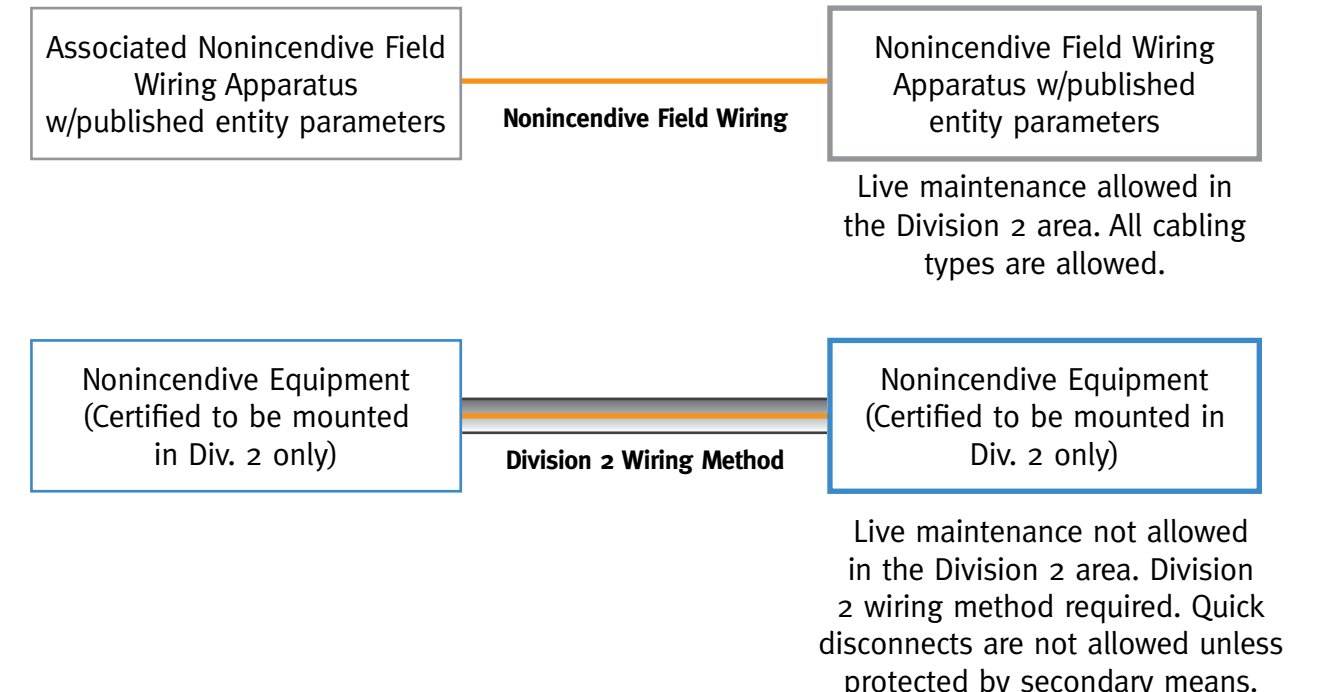 Associated Nonincendive Field
Wiring Apparatus
w/published entity parameters
Nonincendive Field Wiring
Nonincendive Field Wiring
Apparatus w/published
entity parameters
Live maintenance allowed in
the Division 2 area. All cabling
types are allowed.
Nonincendive Equipment
(Certified to be mounted
in Div. 2 only)
Division 2 Wiring Method
Nonincendive Equipment
(Certified to be mounted in
Div. 2 only)
Live maintenance not allowed
in the Division 2 area. Division
2 wiring method required. Quick
disconnects are not allowed unless
protected by secondary means.